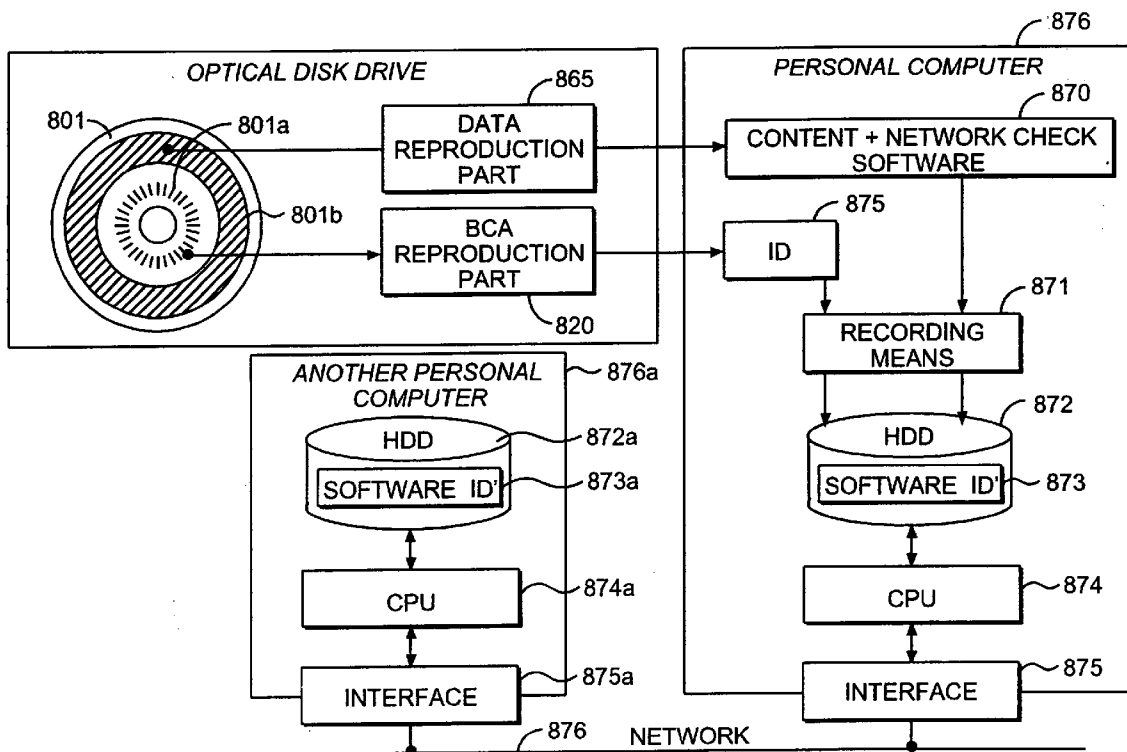 876
OPTICAL DISK DRIVE
PERSONAL COMPUTER
801
801a
801b
865
DATA
REPRODUCTION
PART
870
CONTENT + NETWORK CHECK
SOFTWARE
BCA
REPRODUCTION
PART
820
875
ID
871
RECORDING
MEANS
ANOTHER PERSONAL
COMPUTER
876a
HDD
872a
SOFTWARE ID'
873a
CPU
874a
INTERFACE
875a
HDD
872
SOFTWARE ID'
873
CPU
874
INTERFACE
875
876
NETWORK